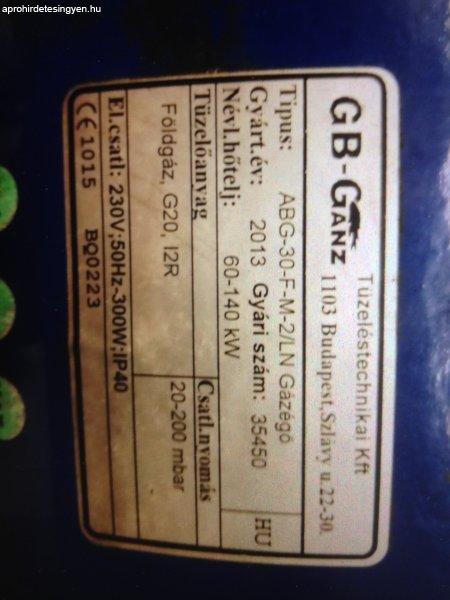 aprohirdetesingyen.hu
GB-GANZ Tüzeléstechnikai Kft
1103 Budapest,Szlávy u.22-30.
Típus: ABG-30-F-M-2/LN Gázégő
Gyárt.év: 2013 Gyári szám: 35450
Névl.hőtelj: 60-140 kW HU
Tüzelőanyag Csatl.nyomás
Földgáz, G20, I2R 20-200 mbar
El.csatl: 230V;50Hz-300W;IP40
CE 1015 BQ0223